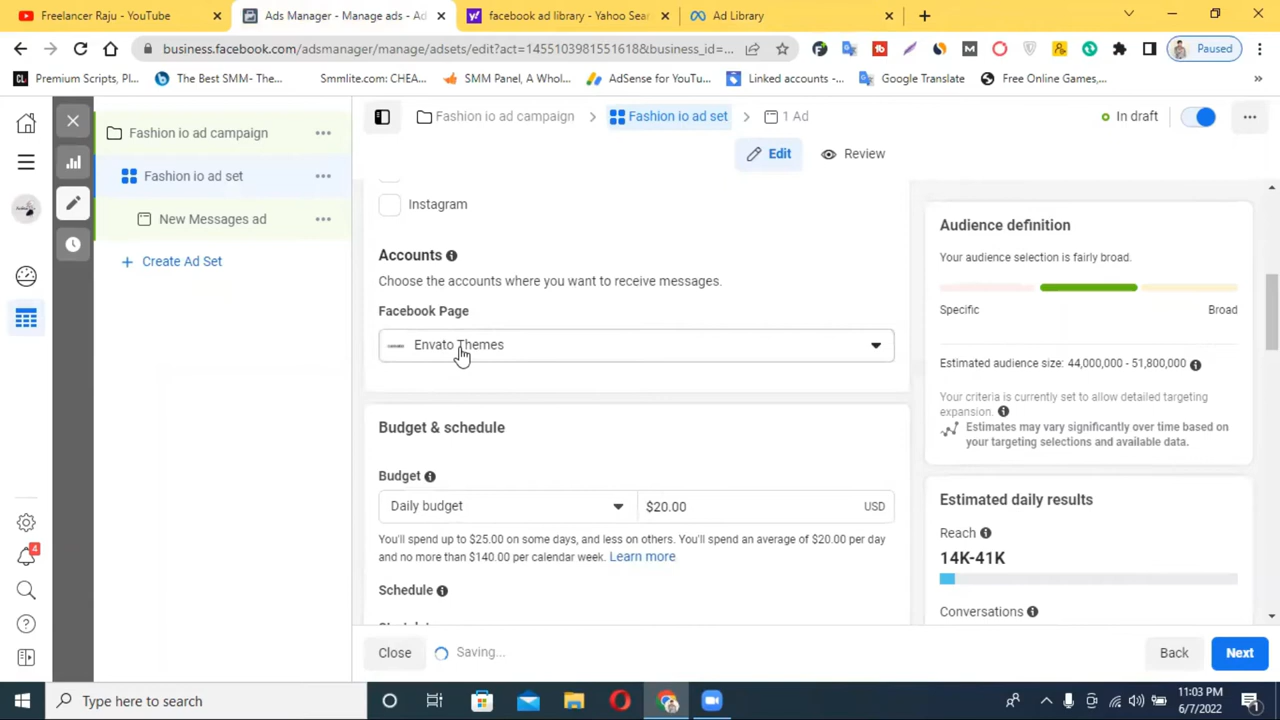 Freelancer Raju - YouTube
Ads Manager - Manage ads - Ad
facebook ad library - Yahoo Sear
Ad Library
business.facebook.com/adsmanager/manage/adsets/edit?act=14551039815516​18&business_id=...
Paused
Premium Scripts, Pl...
The Best SMM- The...
Smmlite.com: CHEA...
SMM Panel, A Whol...
AdSense for YouTu...
Linked accounts -...
Google Translate
Free Online Games,...
»
Fashion io ad campaign
Fashion io ad set
New Messages ad
Create Ad Set
Fashion io ad campaign
Fashion io ad set
1 Ad
In draft
Edit
Review
Instagram
Accounts
Choose the accounts where you want to receive messages.
Facebook Page
Envato Themes
Budget & schedule
Budget
Daily budget
$20.00
USD
You'll spend up to $25.00 on some days, and less on others. You'll spend an average of $20.00 per day
and no more than $140.00 per calendar week. Learn more
Schedule
Audience definition
Your audience selection is fairly broad.
Specific
Broad
Estimated audience size: 44,000,000 - 51,800,000
Your criteria is currently set to allow detailed targeting
expansion.
Estimates may vary significantly over time based on
your targeting selections and available data.
Estimated daily results
Reach
14K-41K
Conversations
Close
Saving...
Back
Next
4
Type here to search
11:03 PM
6/7/2022
1